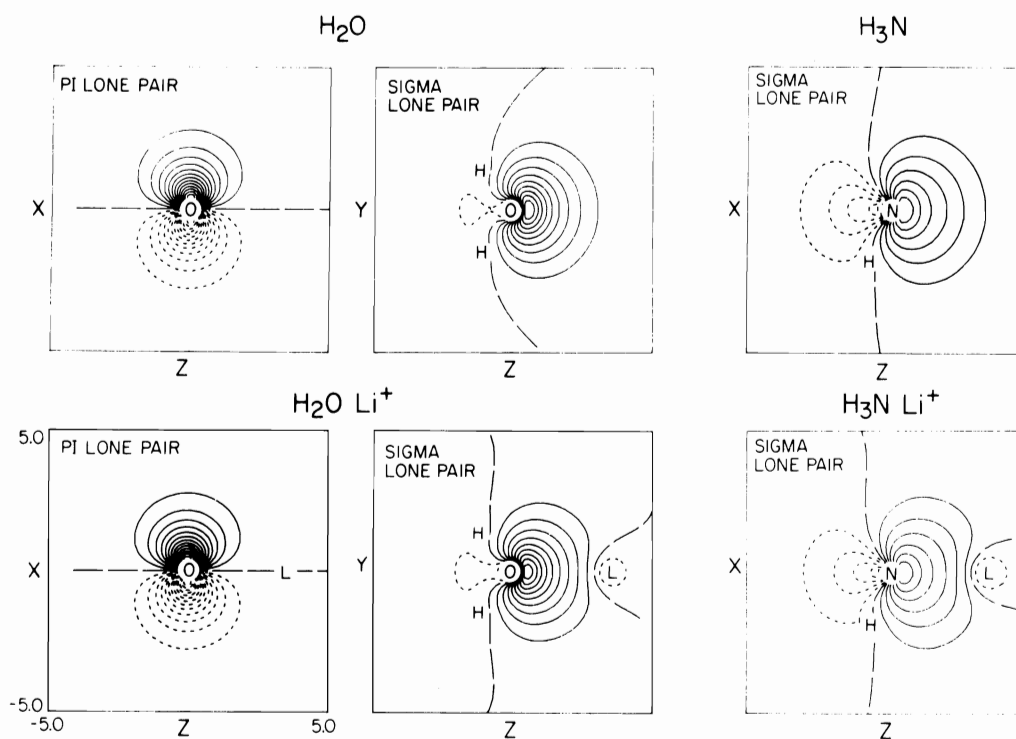 H₂O
H₃N
PI LONE PAIR
O
X
Z
SIGMA
LONE PAIR
H
O
H
Y
Z
SIGMA
LONE PAIR
N
H
X
Z
H₂O Li⁺
H₃N Li⁺
5.0
PI LONE PAIR
O
L
X
-5.0
-5.0
Z
5.0
SIGMA
LONE PAIR
H
O
L
H
Y
Z
SIGMA
LONE PAIR
N
L
H
X
Z